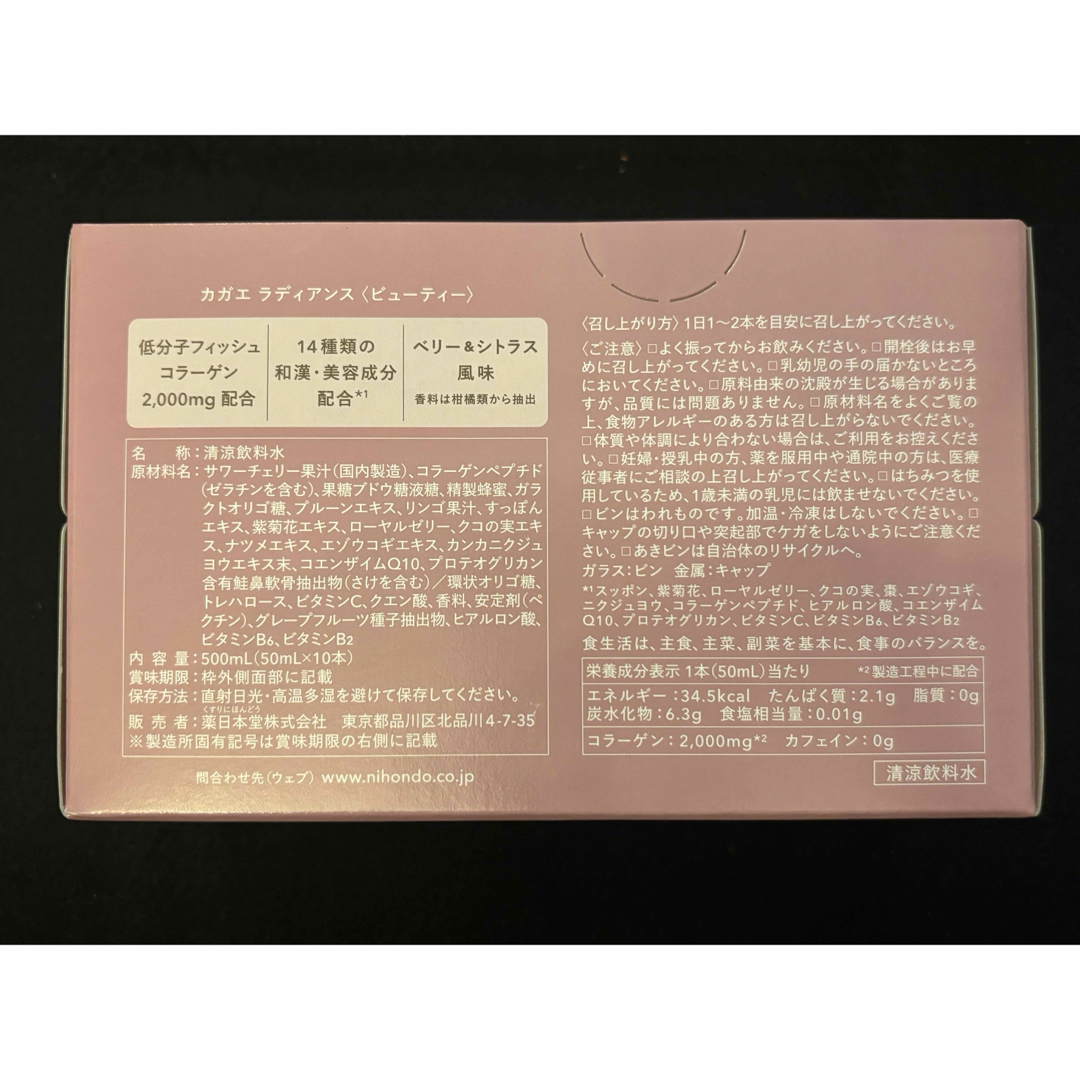 カガエ ラディアンス〈ビューティー〉
低分子フィッシュ
コラーゲン
2,000mg 配合
14種類の
和漢・美容成分
配合*1
ベリー&シトラス
風味
香料は柑橘類から抽出
名　　称：清涼飲料水
原材料名：サワーチェリー果汁（国内製造）、コラーゲンペプチド
（ゼラチンを含む）、果糖ブドウ糖液糖、精製蜂蜜、ガラ
クトオリゴ糖、プルーンエキス、リンゴ果汁、すっぽん
エキス、紫菊花エキス、ローヤルゼリー、クコの実エキ
ス、ナツメエキス、エゾウコギエキス、カンカニクジュ
ヨウエキス末、コエンザイムQ10、プロテオグリカン
含有鮭鼻軟骨抽出物（さけを含む）／環状オリゴ糖、
トレハロース、ビタミンC、クエン酸、香料、安定剤（ペ
クチン）、グレープフルーツ種子抽出物、ヒアルロン酸、
ビタミンB6、ビタミンB2
内 容 量：500mL（50mL×10本）
賞味期限：枠外側面部に記載
保存方法：直射日光・高温多湿を避けて保存してください。
くすりにほんどう
販 売 者：薬日本堂株式会社　東京都品川区北品川4-7-35
※製造所固有記号は賞味期限の右側に記載
問合わせ先（ウェブ） www.nihondo.co.jp
〈召し上がり方〉1日1〜2本を目安に召し上がってください。
〈ご注意〉□よく振ってからお飲みください。□開栓後はお早
めに召し上がってください。□乳幼児の手の届かないところ
においてください。□原料由来の沈殿が生じる場合がありま
すが、品質には問題ありません。□原材料名をよくご覧の
上、食物アレルギーのある方は召し上がらないでください。
□体質や体調により合わない場合は、ご利用をお控えくださ
い。□妊婦・授乳中の方、薬を服用中や通院中の方は、医療
従事者にご相談の上召し上がってください。□はちみつを使
用しているため、1歳未満の乳児には飲ませないでください。
□ビンはわれものです。加温・冷凍はしないでください。□
キャップの切り口や突起部でケガをしないようにご注意くだ
さい。□あきビンは自治体のリサイクルへ。
ガラス：ビン　金属：キャップ
*1スッポン、紫菊花、ローヤルゼリー、クコの実、棗、エゾウコギ、
ニクジュヨウ、コラーゲンペプチド、ヒアルロン酸、コエンザイム
Q10、プロテオグリカン、ビタミンC、ビタミンB6、ビタミンB2
食生活は、主食、主菜、副菜を基本に、食事のバランスを。
栄養成分表示 1本（50mL）当たり　*2 製造工程中に配合
エネルギー：34.5kcal　たんぱく質：2.1g　脂質：0g
炭水化物：6.3g　食塩相当量：0.01g
コラーゲン：2,000mg*2　カフェイン：0g
清涼飲料水